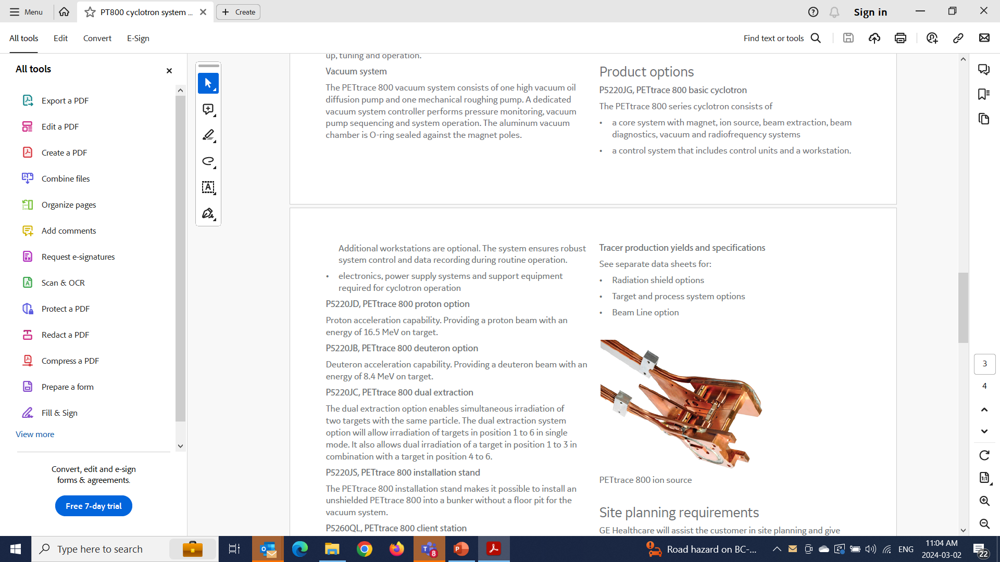 Menu
PT800 cyclotron system ...
Create
Sign in
All tools
Edit
Convert
E-Sign
Find text or tools
All tools
Export a PDF
Edit a PDF
Create a PDF
Combine files
Organize pages
Add comments
Request e-signatures
Scan & OCR
Protect a PDF
Redact a PDF
Compress a PDF
Prepare a form
Fill & Sign
View more
Convert, edit and e-sign
forms & agreements.
Free 7-day trial
up, tuning and operation.
Vacuum system
The PETtrace 800 vacuum system consists of one high vacuum oil
diffusion pump and one mechanical roughing pump. A dedicated
vacuum system controller performs pressure monitoring, vacuum
pump sequencing and system operation. The aluminum vacuum
chamber is O-ring sealed against the magnet poles.
Product options
P5220JG, PETtrace 800 basic cyclotron
The PETtrace 800 series cyclotron consists of
• a core system with magnet, ion source, beam extraction, beam
diagnostics, vacuum and radiofrequency systems
• a control system that includes control units and a workstation.
Additional workstations are optional. The system ensures robust
system control and data recording during routine operation.
• electronics, power supply systems and support equipment
required for cyclotron operation
P5220JD, PETtrace 800 proton option
Proton acceleration capability. Providing a proton beam with an
energy of 16.5 MeV on target.
P5220JB, PETtrace 800 deuteron option
Deuteron acceleration capability. Providing a deuteron beam with an
energy of 8.4 MeV on target.
P5220JC, PETtrace 800 dual extraction
The dual extraction option enables simultaneous irradiation of
two targets with the same particle. The dual extraction system
option will allow irradiation of targets in position 1 to 6 in single
mode. It also allows dual irradiation of a target in position 1 to 3 in
combination with a target in position 4 to 6.
P5220JS, PETtrace 800 installation stand
The PETtrace 800 installation stand makes it possible to install an
unshielded PETtrace 800 into a bunker without a floor pit for the
vacuum system.
P5260QL, PETtrace 800 client station
Tracer production yields and specifications
See separate data sheets for:
• Radiation shield options
• Target and process system options
• Beam Line option
PETtrace 800 ion source
Site planning requirements
GE Healthcare will assist the customer in site planning and give
3
4
1:1
Type here to search
8
Road hazard on BC-...
ENG
11:04 AM
2024-03-02
22